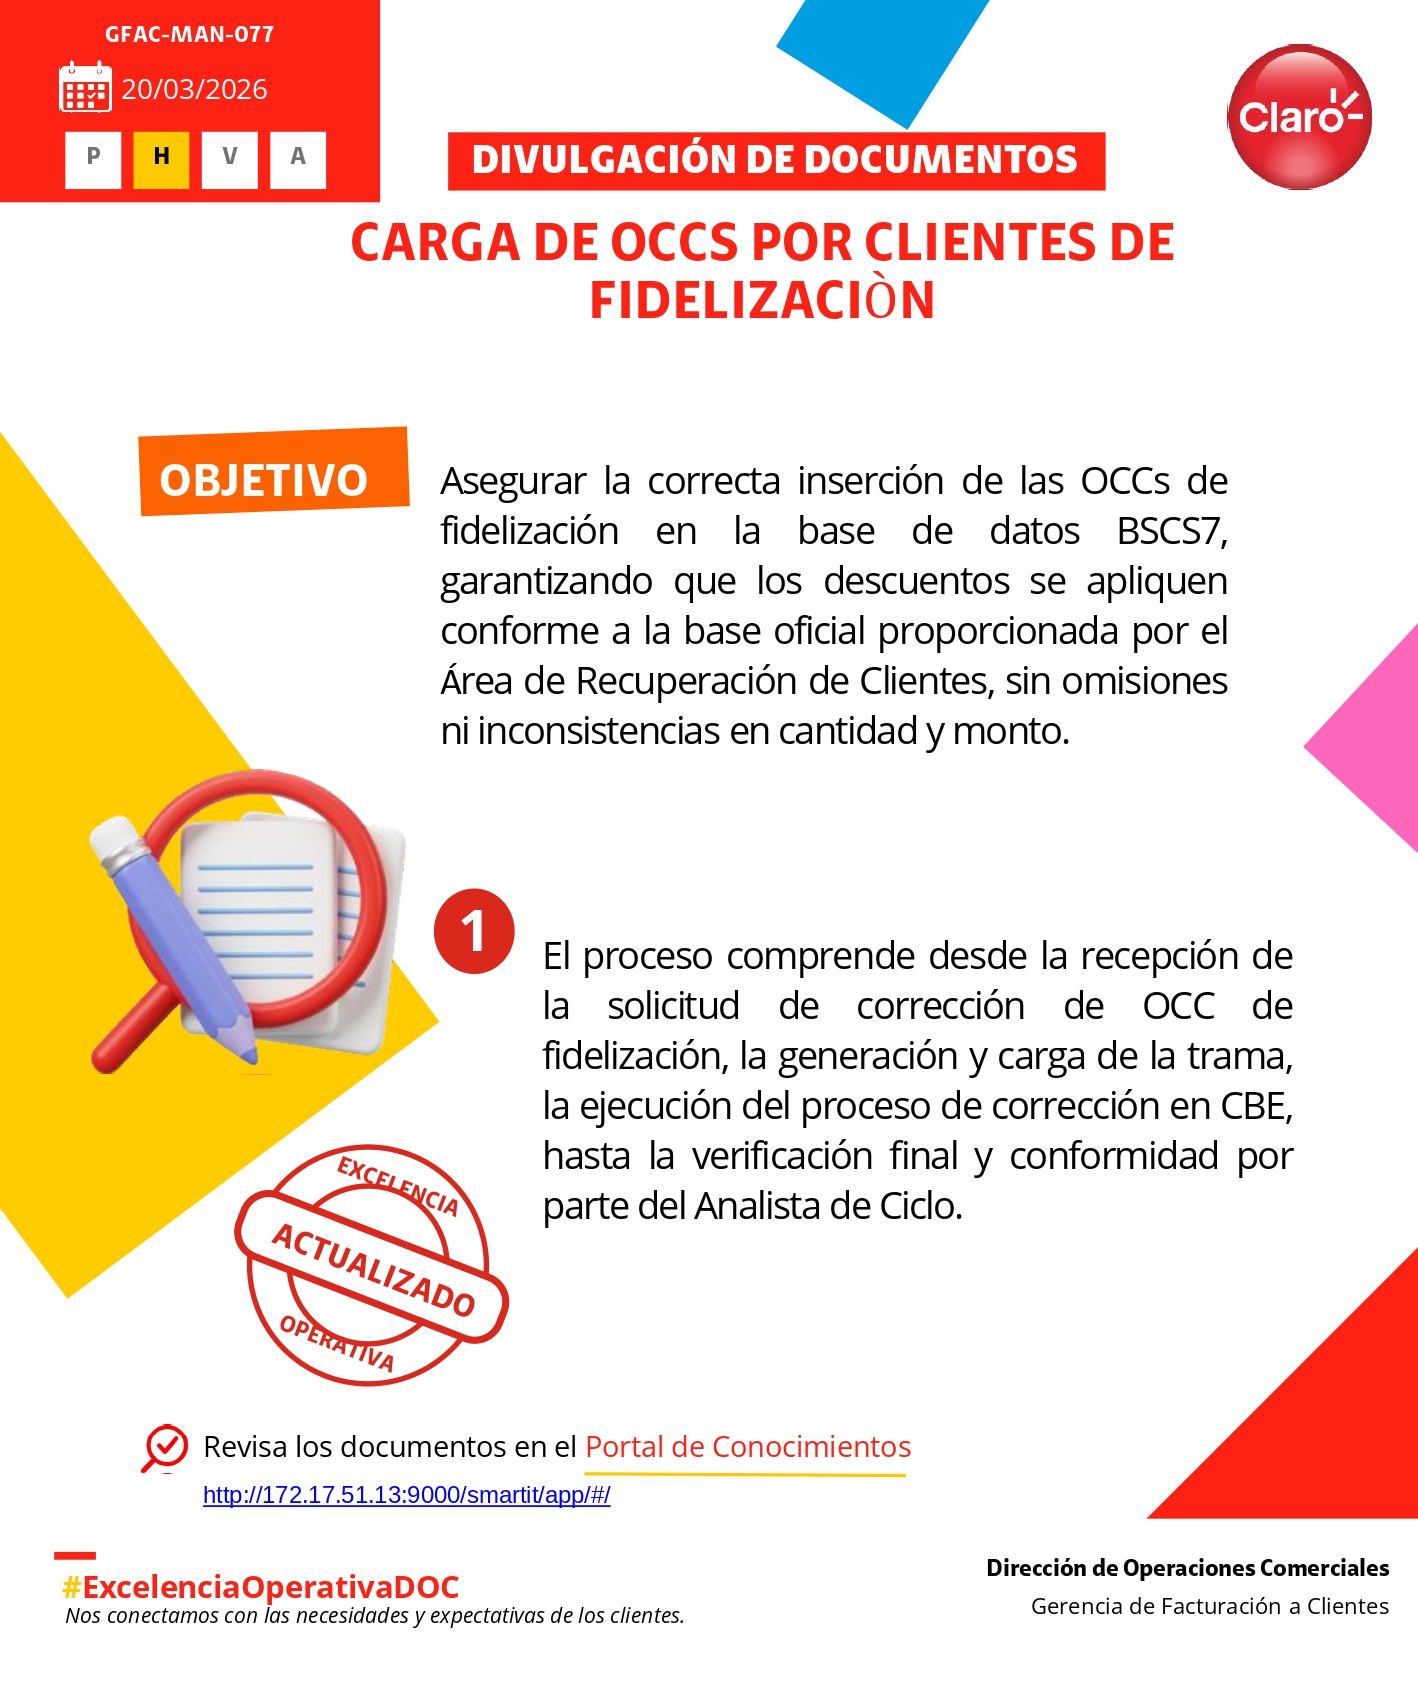 GFAC-MAN-077
20/03/2026
P H V A
Claro
DIVULGACIÓN DE DOCUMENTOS
CARGA DE OCCS POR CLIENTES DE
FIDELIZACIÒN
OBJETIVO
Asegurar la correcta inserción de las OCCs de
fidelización en la base de datos BSCS7,
garantizando que los descuentos se apliquen
conforme a la base oficial proporcionada por el
Área de Recuperación de Clientes, sin omisiones
ni inconsistencias en cantidad y monto.
1
El proceso comprende desde la recepción de
la solicitud de corrección de OCC de
fidelización, la generación y carga de la trama,
la ejecución del proceso de corrección en CBE,
hasta la verificación final y conformidad por
parte del Analista de Ciclo.
EXCELENCIA
ACTUALIZADO
OPERATIVA
Revisa los documentos en el Portal de Conocimientos
http://172.17.51.13:9000/smartit/app/#/
#ExcelenciaOperativaDOC
Nos conectamos con las necesidades y expectativas de los clientes.
Dirección de Operaciones Comerciales
Gerencia de Facturación a Clientes